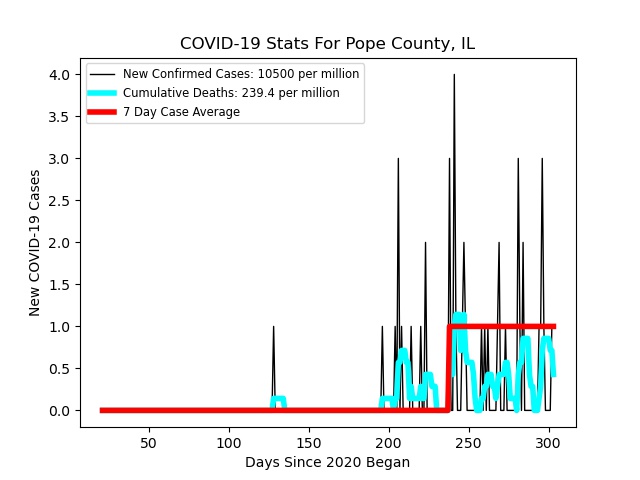 COVID-19 Stats For Pope County, IL
New Confirmed Cases: 10500 per million
Cumulative Deaths: 239.4 per million
7 Day Case Average
4.0
3.5
3.0
2.5
2.0
1.5
1.0
0.5
0.0
New COVID-19 Cases
50 100 150 200 250 300
Days Since 2020 Began